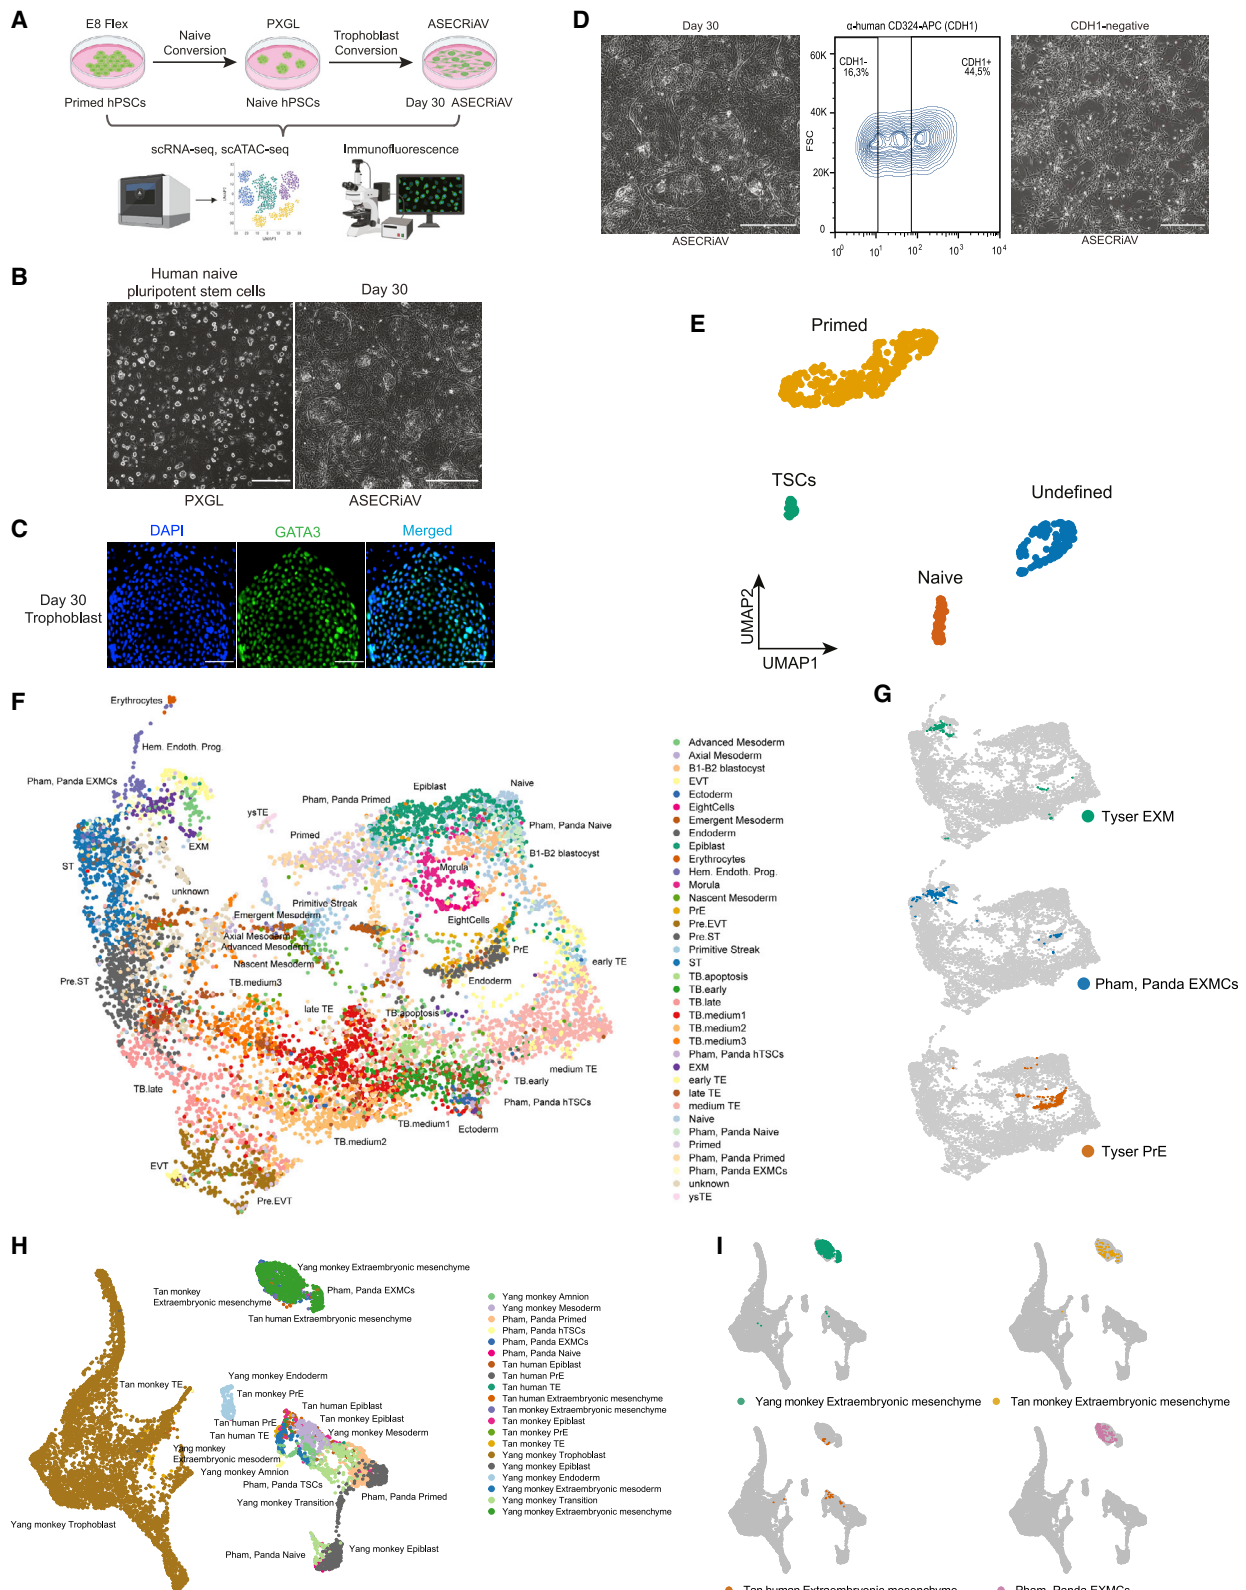 A
E8 Flex
PXGL
ASECRiAV
Naive
Conversion
Trophoblast
Conversion
Primed hPSCs
Naive hPSCs
Day 30 ASECRiAV
scRNA-seq, scATAC-seq
Immunofluorescence
UMAP1
B
Human naive
pluripotent stem cells
Day 30
PXGL
ASECRiAV
C
DAPI
GATA3
Merged
Day 30
Trophoblast
D
Day 30
α-human CD324-APC (CDH1)
CDH1-negative
60K
40K
20K
0
FSC
CDH1-
16,3%
CDH1+
44,5%
10⁰
10¹
10²
10³
10⁴
ASECRiAV
ASECRiAV
E
Primed
TSCs
Undefined
Naive
UMAP2
UMAP1
F
Erythrocytes
Hem. Endoth. Prog.
Pham, Panda EXMCs
EXM
ysTE
ST
unknown
Pham, Panda Primed
Epiblast
Naive
Primed
Pham, Panda Naive
B1-B2 blastocyst
Morula
Primitive Streak
Emergent Mesoderm
EightCells
Axial Mesoderm
Advanced Mesoderm
Nascent Mesoderm
PrE
Endoderm
early TE
Pre.ST
TB.medium3
late TE
TB.apoptosis
medium TE
TB.early
TB.late
Pham, Panda hTSCs
TB.medium1
Ectoderm
TB.medium2
EVT
Pre.EVT
Advanced Mesoderm
Axial Mesoderm
B1-B2 blastocyst
EVT
Ectoderm
EightCells
Emergent Mesoderm
Endoderm
Epiblast
Erythrocytes
Hem. Endoth. Prog.
Morula
Nascent Mesoderm
PrE
Pre.EVT
Pre.ST
Primitive Streak
ST
TB.apoptosis
TB.early
TB.late
TB.medium1
TB.medium2
TB.medium3
Pham, Panda hTSCs
EXM
early TE
late TE
medium TE
Naive
Pham, Panda Naive
Primed
Pham, Panda Primed
Pham, Panda EXMCs
unknown
ysTE
G
Tyser EXM
Pham, Panda EXMCs
Tyser PrE
H
Yang monkey Extraembryonic mesenchyme
Tan monkey
Extraembryonic mesenchyme
Pham, Panda EXMCs
Tan human Extraembryonic mesenchyme
Yang monkey Endoderm
Tan monkey TE
Tan monkey PrE
Tan human Epiblast
Tan human PrE
Tan monkey Epiblast
Tan human TE
Yang monkey Mesoderm
Yang monkey
Extraembryonic mesoderm
Yang monkey Amnion
Pham, Panda TSCs
Pham, Panda Primed
Yang monkey Transition
Yang monkey Trophoblast
Pham, Panda Naive
Yang monkey Epiblast
Yang monkey Amnion
Yang monkey Mesoderm
Pham, Panda Primed
Pham, Panda hTSCs
Pham, Panda EXMCs
Pham, Panda Naive
Tan human Epiblast
Tan human PrE
Tan human TE
Tan human Extraembryonic mesenchyme
Tan monkey Extraembryonic mesenchyme
Tan monkey Epiblast
Tan monkey PrE
Tan monkey TE
Yang monkey Trophoblast
Yang monkey Epiblast
Yang monkey Endoderm
Yang monkey Extraembryonic mesoderm
Yang monkey Transition
Yang monkey Extraembryonic mesenchyme
I
Yang monkey Extraembryonic mesenchyme
Tan monkey Extraembryonic mesenchyme
Tan human Extraembryonic mesenchyme
Pham, Panda EXMCs